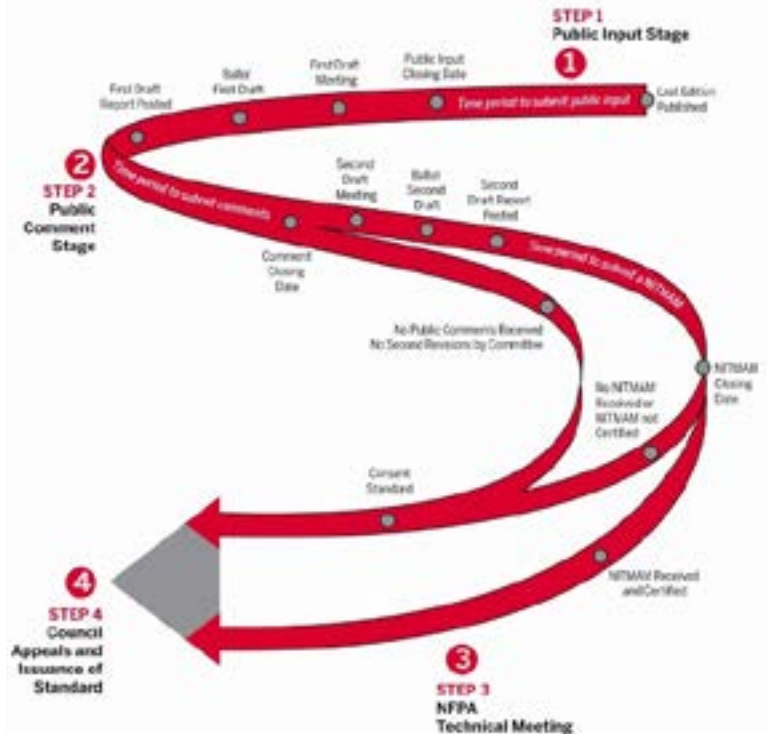 STEP 1
Public Input Stage
1
Public Input
Closing Date
First Draft
Meeting
Ballot
First Draft
First Draft
Report Posted
Time period to submit public input
Last Edition
Published
2
STEP 2
Public
Comment
Stage
Time period to submit comments
Second
Draft
Meeting
Ballot
Second
Draft
Second
Draft Report
Posted
Time period to submit a NITMAM
Comment
Closing
Date
No Public Comments Received
No Second Revisions by Committee
NITMAM
Closing
Date
No NITMAM
Received or
NITMAM not
Certified
Consent
Standard
NITMAM Received
and Certified
4
STEP 4
Council
Appeals and
Issuance of
Standard
3
STEP 3
NFPA
Technical Meeting